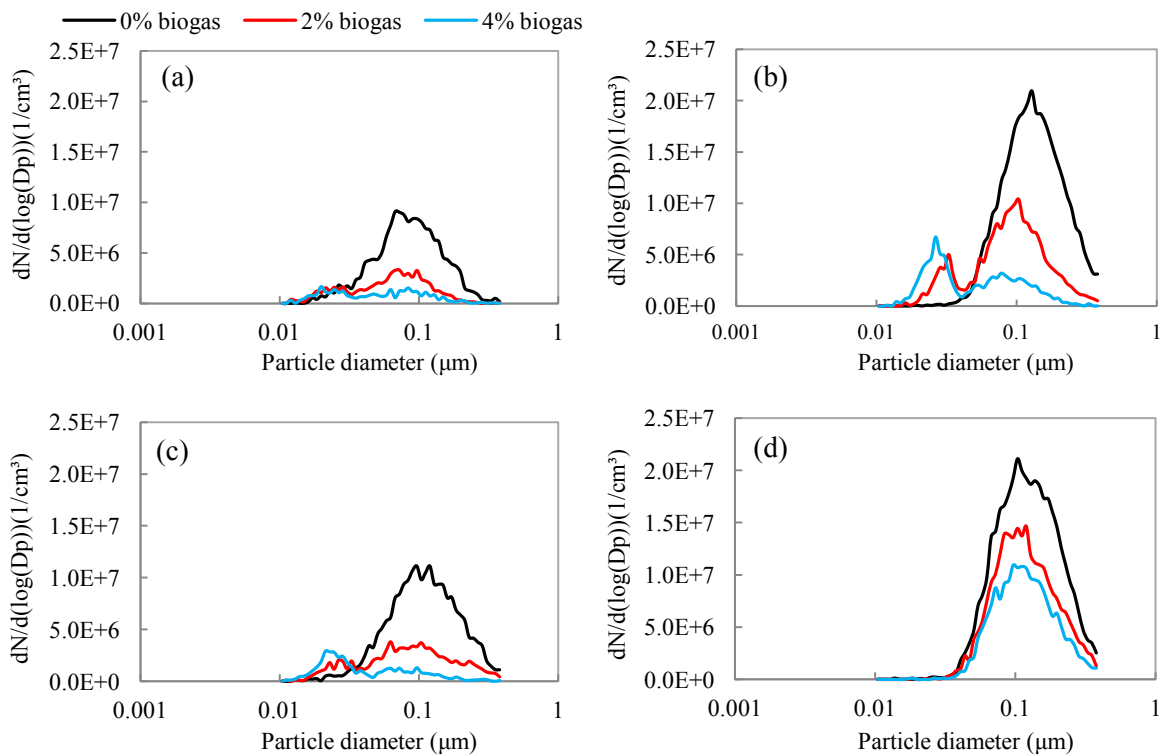 0% biogas 2% biogas 4% biogas
(a)
dN/d(log(Dp))(1/cm³)
2.5E+7
2.0E+7
1.5E+7
1.0E+7
5.0E+6
0.0E+0
0.001 0.01 0.1 1
Particle diameter (μm)
(b)
dN/d(log(Dp))(1/cm³)
2.5E+7
2.0E+7
1.5E+7
1.0E+7
5.0E+6
0.0E+0
0.001 0.01 0.1 1
Particle diameter (μm)
(c)
dN/d(log(Dp))(1/cm³)
2.5E+7
2.0E+7
1.5E+7
1.0E+7
5.0E+6
0.0E+0
0.001 0.01 0.1 1
Particle diameter (μm)
(d)
dN/d(log(Dp))(1/cm³)
2.5E+7
2.0E+7
1.5E+7
1.0E+7
5.0E+6
0.0E+0
0.001 0.01 0.1 1
Particle diameter (μm)